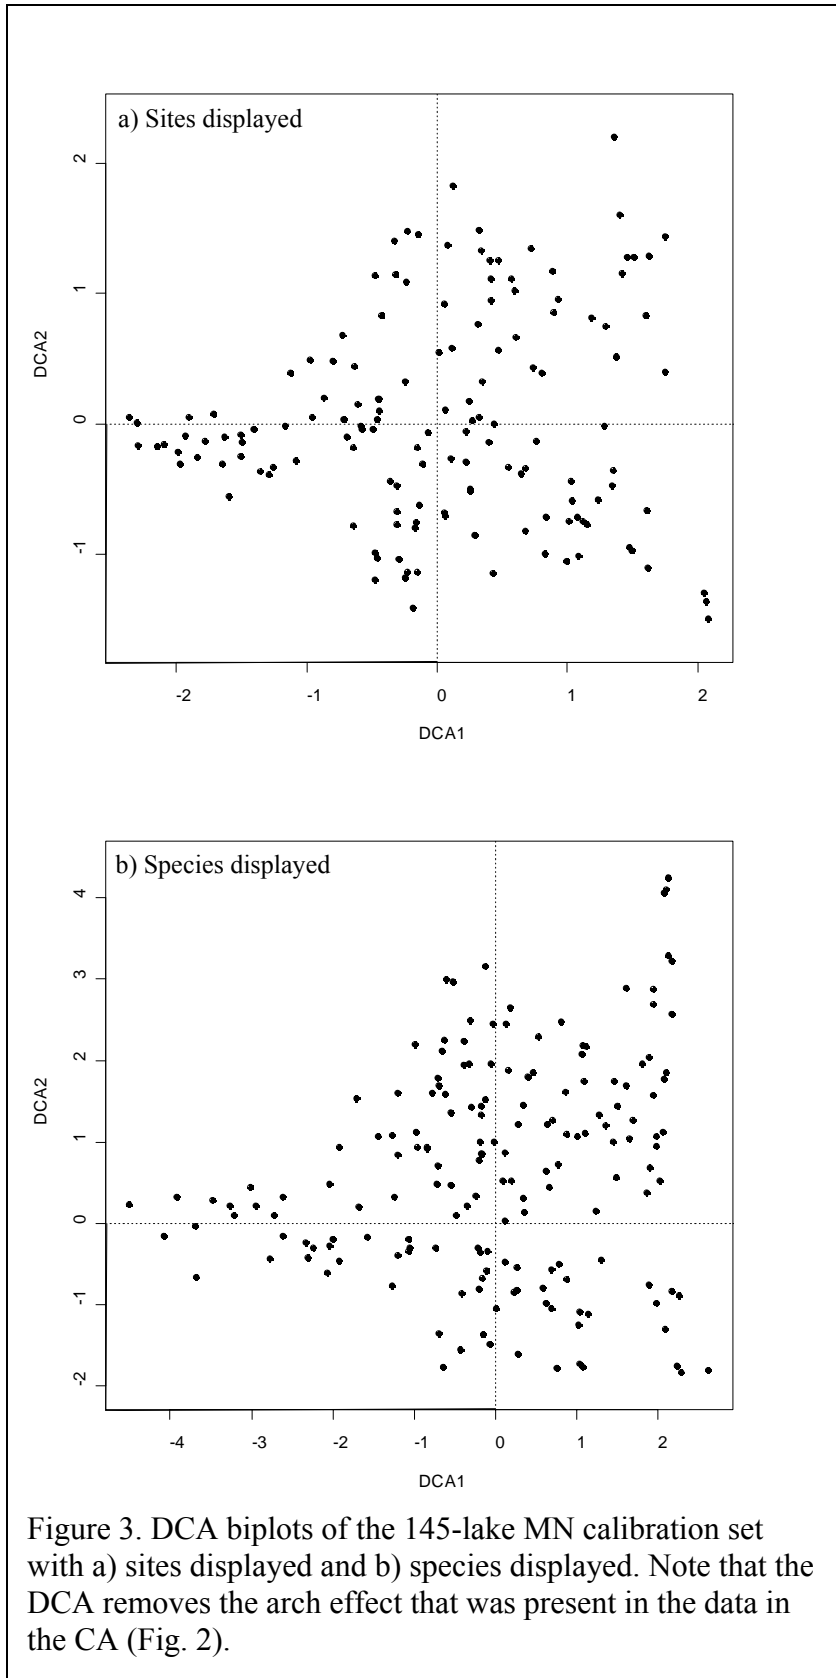 a) Sites displayed
2
1
0
-1
DCA2
-2 -1 0 1 2
DCA1
b) Species displayed
4
3
2
1
0
-1
-2
DCA2
-4 -3 -2 -1 0 1 2
DCA1
Figure 3. DCA biplots of the 145-lake MN calibration set
with a) sites displayed and b) species displayed. Note that the
DCA removes the arch effect that was present in the data in
the CA (Fig. 2).